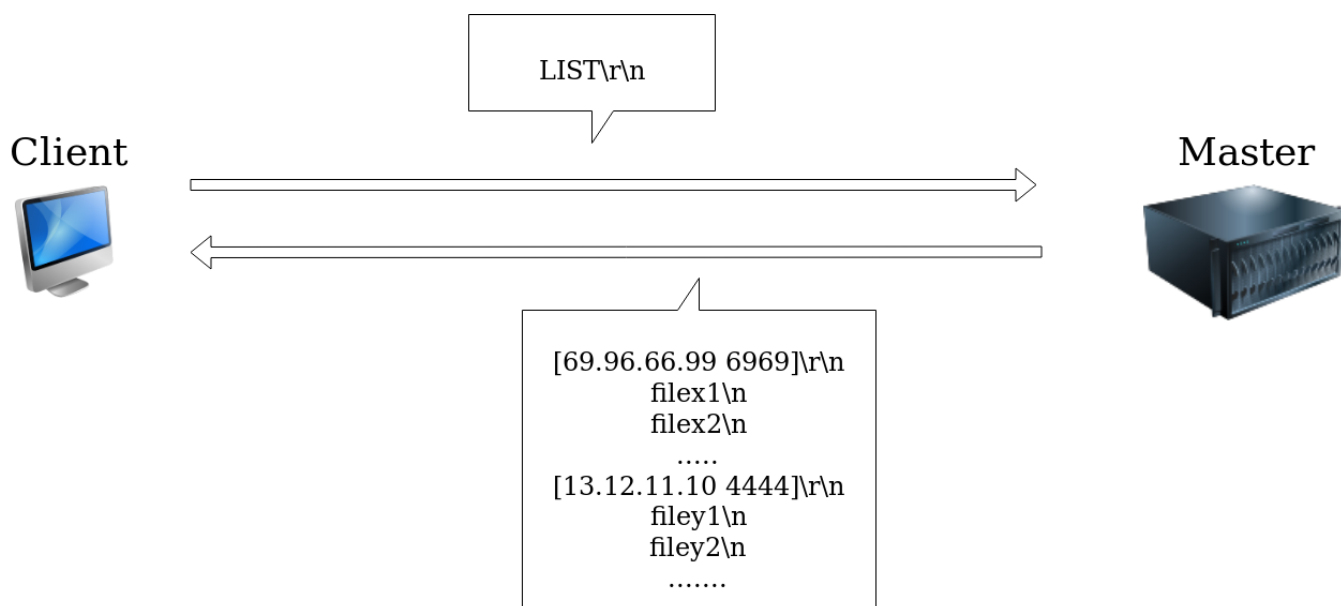 LIST\r\n
Client
Master
[69.96.66.99 6969]\r\n
filex1\n
filex2\n
.....
[13.12.11.10 4444]\r\n
filey1\n
filey2\n
.......